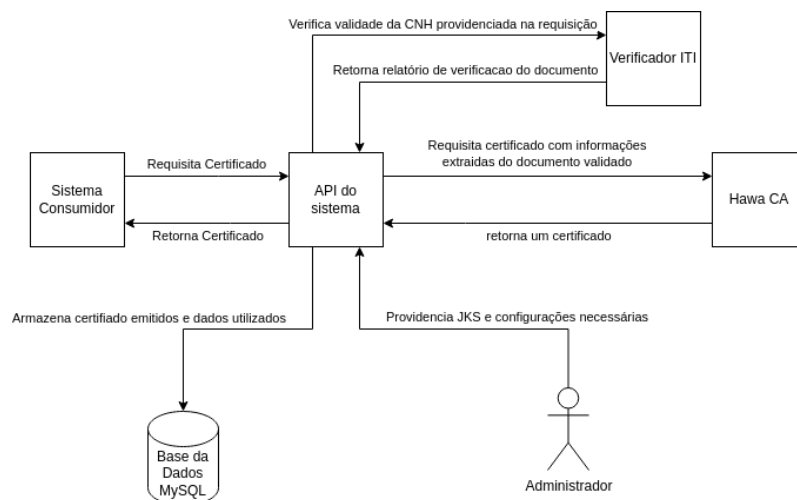 Verifica validade da CNH providenciada na requisição
Verificador ITI
Retorna relatório de verificacao do documento
Requisita Certificado
Requisita certificado com informações
extraidas do documento validado
Sistema
Consumidor
API do
sistema
Hawa CA
Retorna Certificado
retorna um certificado
Armazena certifiado emitidos e dados utilizados
Providencia JKS e configurações necessárias
Base da
Dados
MySQL
Administrador